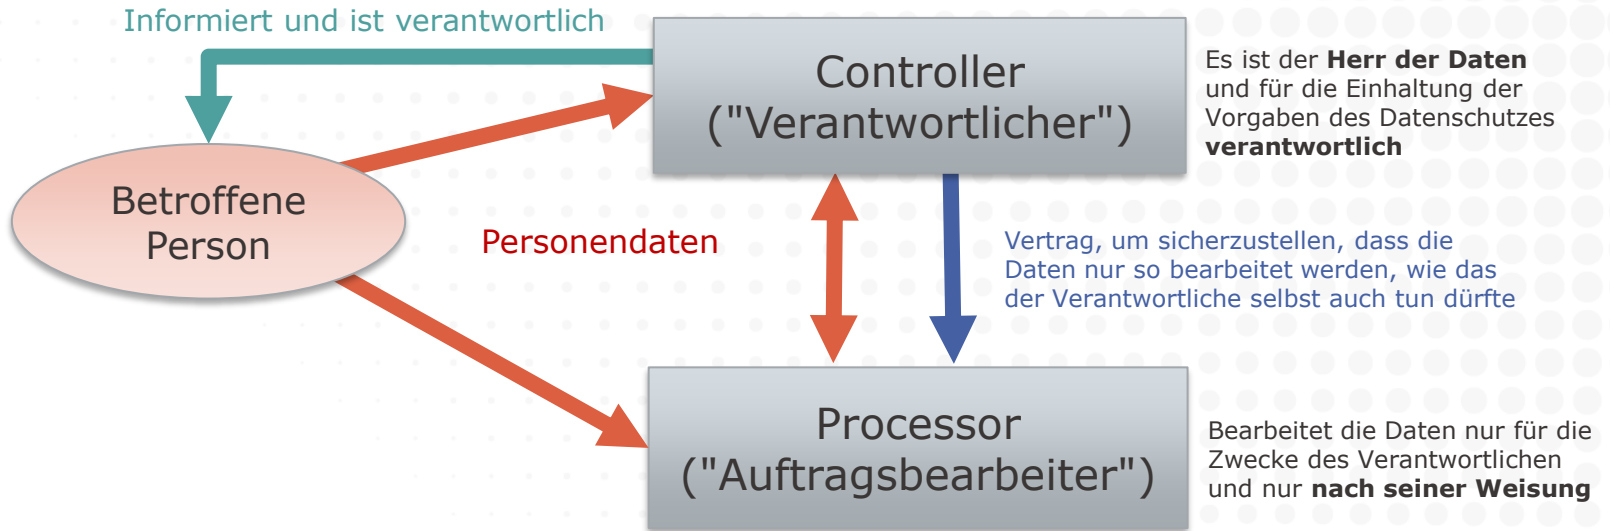 Informiert und ist verantwortlich
Controller
("Verantwortlicher")
Es ist der Herr der Daten
und für die Einhaltung der
Vorgaben des Datenschutzes
verantwortlich
Betroffene
Person
Personendaten
Vertrag, um sicherzustellen, dass die
Daten nur so bearbeitet werden, wie das
der Verantwortliche selbst auch tun dürfte
Processor
("Auftragsbearbeiter")
Bearbeitet die Daten nur für die
Zwecke des Verantwortlichen
und nur nach seiner Weisung